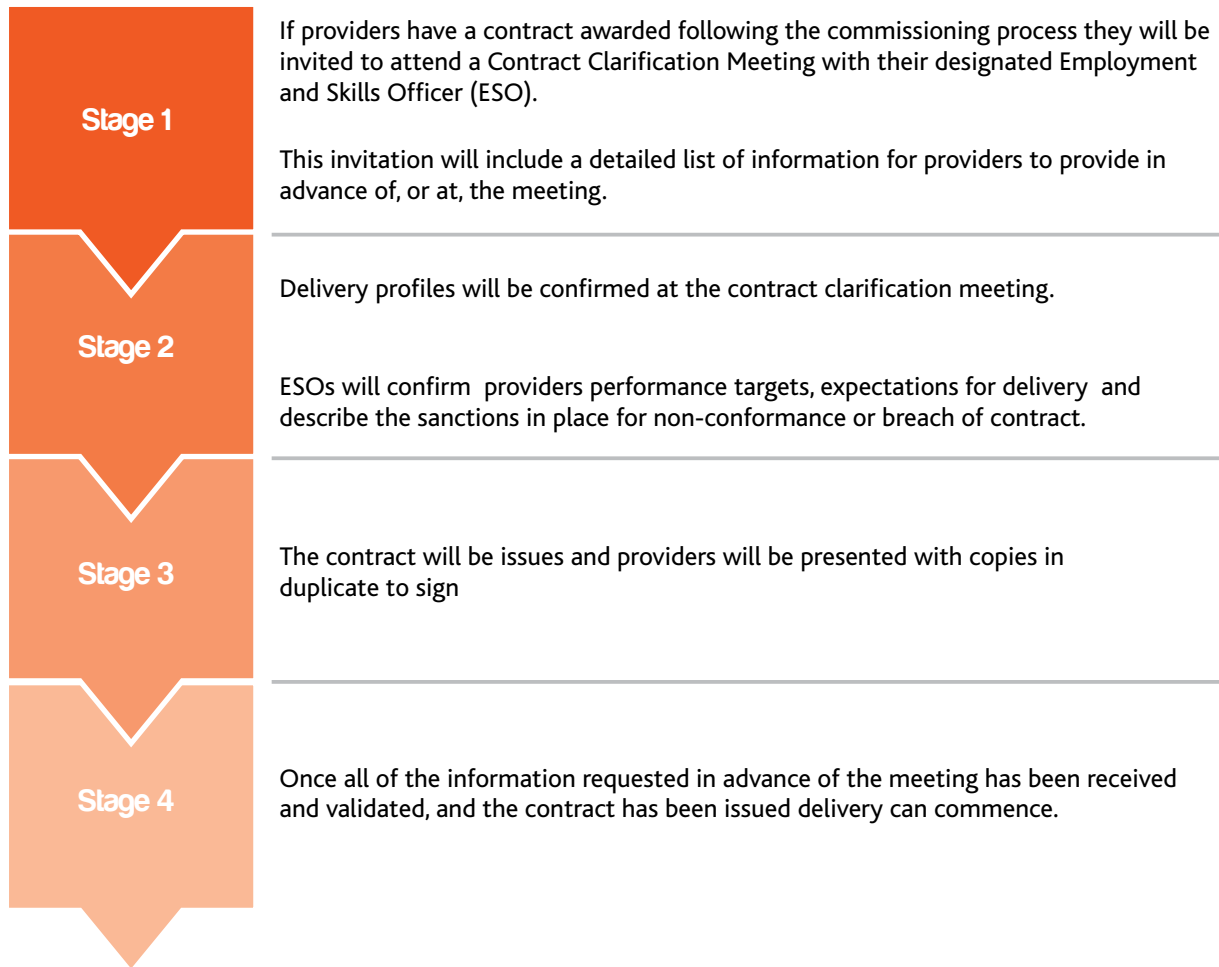 Stage 1
If providers have a contract awarded following the commissioning process they will be
invited to attend a Contract Clarification Meeting with their designated Employment
and Skills Officer (ESO).
This invitation will include a detailed list of information for providers to provide in
advance of, or at, the meeting.
Stage 2
Delivery profiles will be confirmed at the contract clarification meeting.
ESOs will confirm  providers performance targets, expectations for delivery  and
describe the sanctions in place for non-conformance or breach of contract.
Stage 3
The contract will be issues and providers will be presented with copies in
duplicate to sign
Stage 4
Once all of the information requested in advance of the meeting has been received
and validated, and the contract has been issued delivery can commence.